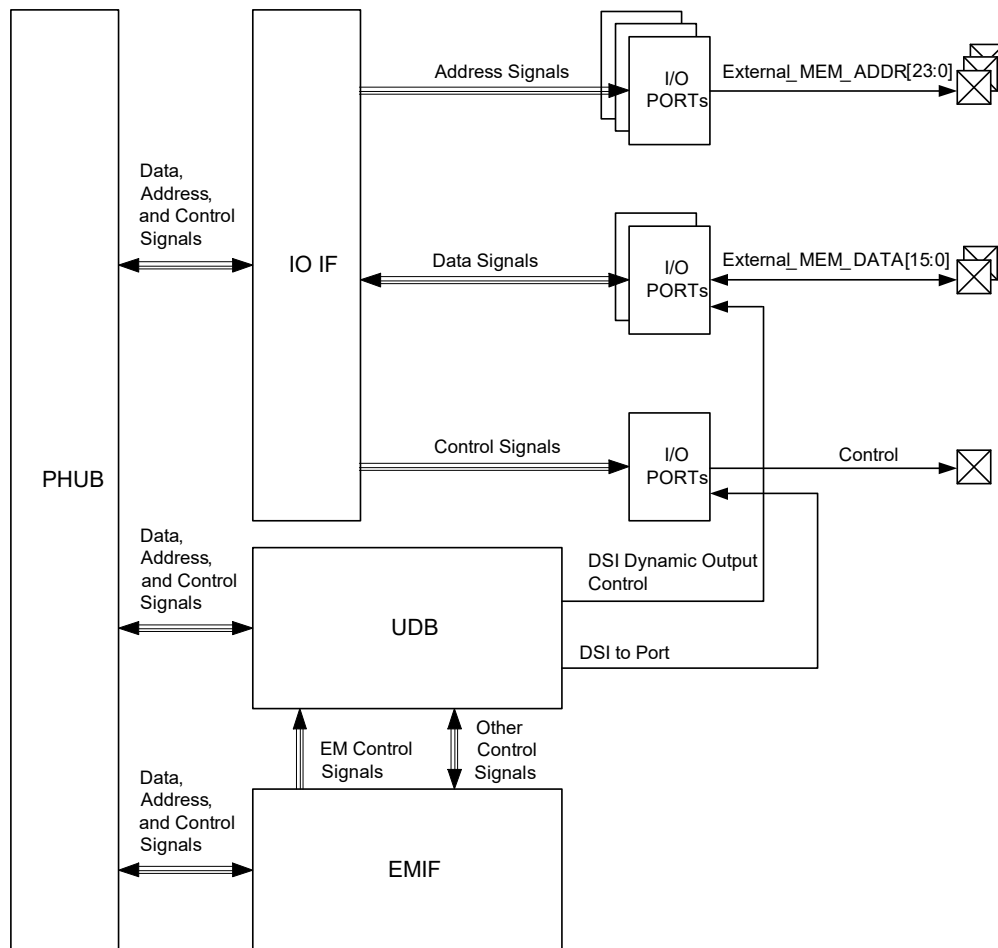 Address Signals
I/O
PORTs
External_MEM_ADDR[23:0]
Data,
Address,
and Control
Signals
IO IF
Data Signals
I/O
PORTs
External_MEM_DATA[15:0]
Control Signals
I/O
PORTs
Control
PHUB
Data,
Address,
and Control
Signals
UDB
DSI Dynamic Output
Control
DSI to Port
EM Control
Signals
Other
Control
Signals
Data,
Address,
and Control
Signals
EMIF